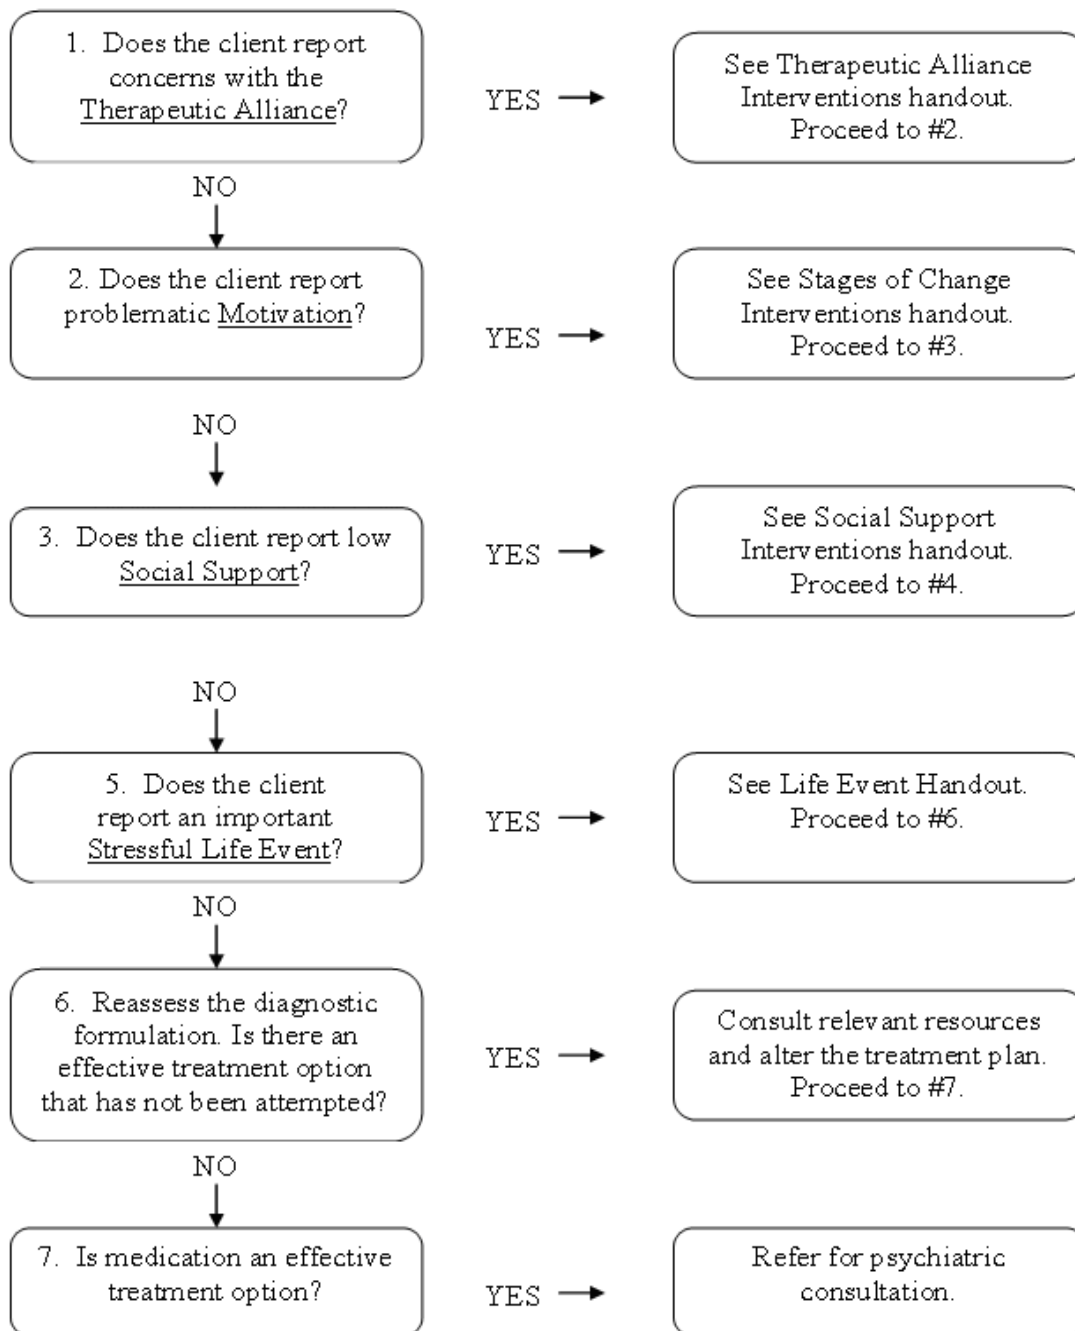 1. Does the client report
concerns with the
Therapeutic Alliance?
YES
See Therapeutic Alliance
Interventions handout.
Proceed to #2.
NO
2. Does the client report
problematic Motivation?
YES
See Stages of Change
Interventions handout.
Proceed to #3.
NO
3. Does the client report low
Social Support?
YES
See Social Support
Interventions handout.
Proceed to #4.
NO
5. Does the client
report an important
Stressful Life Event?
YES
See Life Event Handout.
Proceed to #6.
NO
6. Reassess the diagnostic
formulation. Is there an
effective treatment option
that has not been attempted?
YES
Consult relevant resources
and alter the treatment plan.
Proceed to #7.
NO
7. Is medication an effective
treatment option?
YES
Refer for psychiatric
consultation.